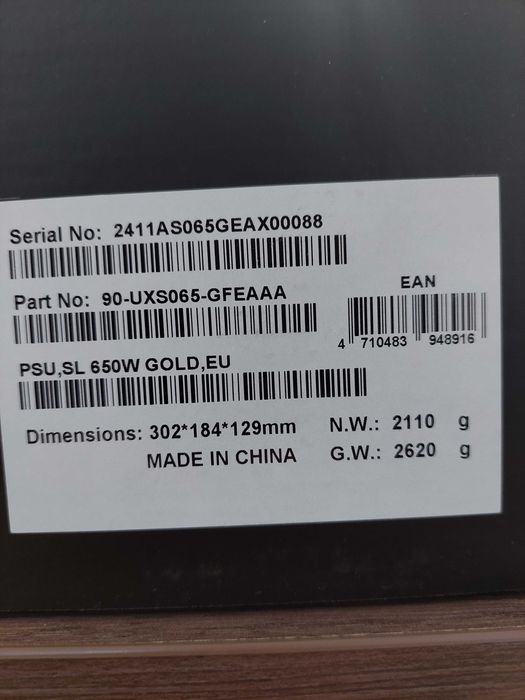 Serial No: 2411AS065GEAX00088
Part No: 90-UXS065-GFEAAA
EAN
4 710483 948916
PSU,SL 650W GOLD,EU
Dimensions: 302*184*129mm N.W.: 2110 g
MADE IN CHINA G.W.: 2620 g